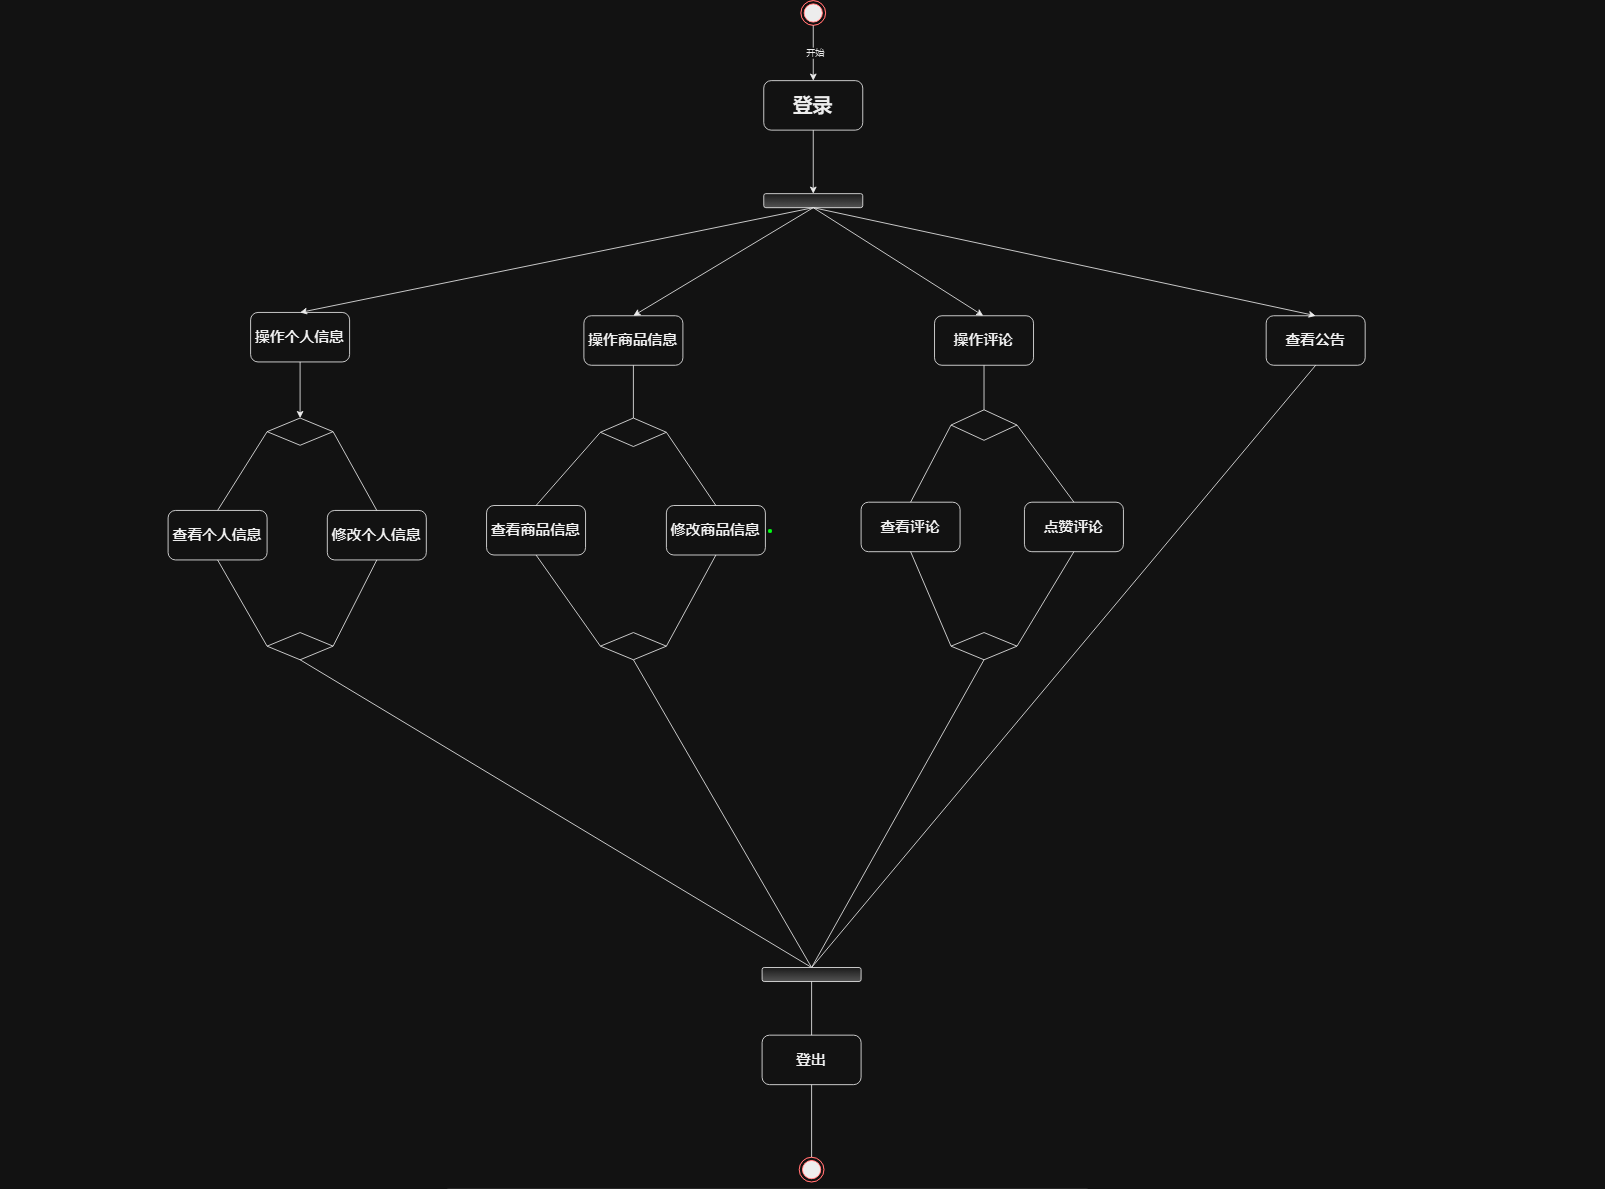 开始
登录
操作个人信息
操作商品信息
操作评论
查看公告
查看个人信息
修改个人信息
查看商品信息
修改商品信息
查看评论
点赞评论
登出